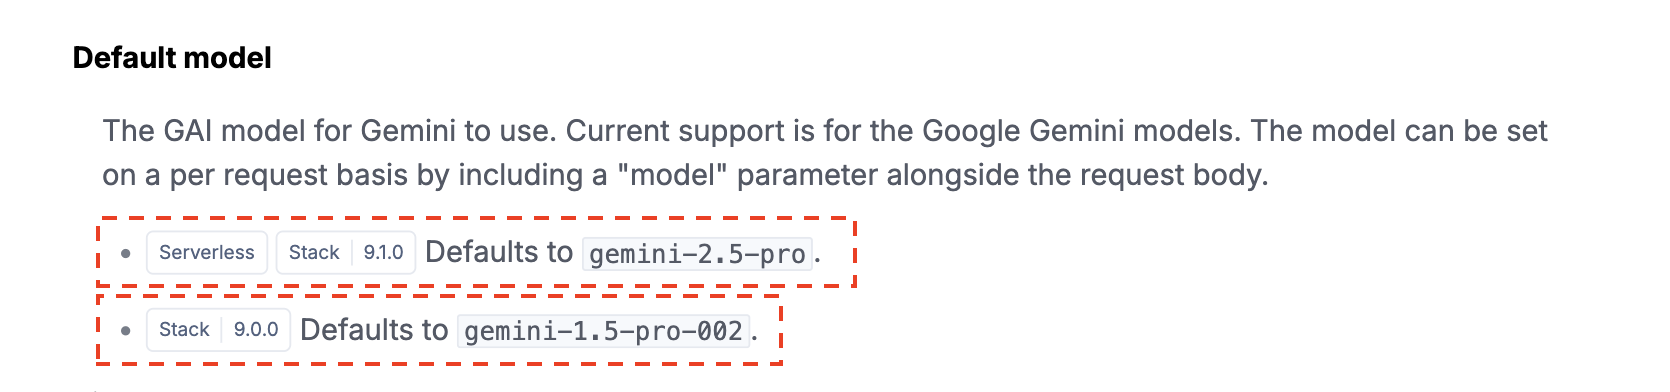 Default model
The GAI model for Gemini to use. Current support is for the Google Gemini models. The model can be set
on a per request basis by including a "model" parameter alongside the request body.
• Serverless Stack 9.1.0 Defaults to gemini-2.5-pro.
• Stack 9.0.0 Defaults to gemini-1.5-pro-002.